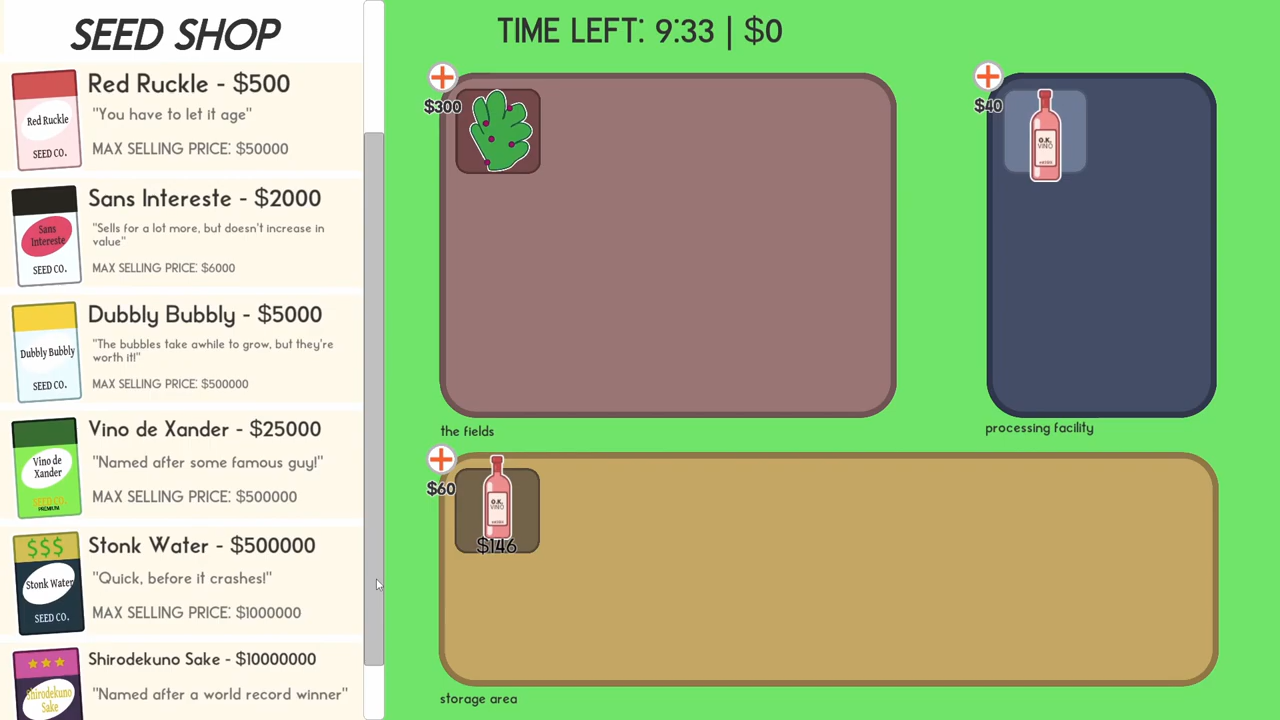 SEED SHOP
TIME LEFT: 9:33 | $0
Red Ruckle - $500
"You have to let it age"
MAX SELLING PRICE: $50000
Red Ruckle
SEED CO.
Sans Intereste - $2000
"Sells for a lot more, but doesn't increase in
value"
MAX SELLING PRICE: $6000
Sans
Intereste
SEED CO.
Dubbly Bubbly - $5000
"The bubbles take awhile to grow, but they're
worth it!"
MAX SELLING PRICE: $500000
Dubbly Bubbly
SEED CO.
Vino de Xander - $25000
"Named after some famous guy!"
MAX SELLING PRICE: $500000
Vino de
Xander
SEED CO.
PREMIUM
Stonk Water - $500000
"Quick, before it crashes!"
MAX SELLING PRICE: $1000000
$$$
Stonk Water
SEED CO.
Shirodekuno Sake - $10000000
"Named after a world record winner"
Shirodekuno
Sake
$300
the fields
$40
O.K.
VINO
processing facility
$60
O.K.
VINO
$146
storage area